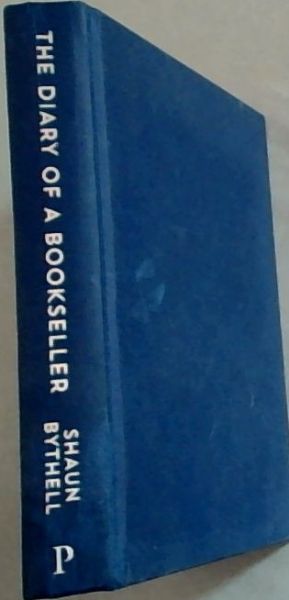 THE DIARY OF A BOOKSELLER
SHAUN
BYTHELL
P